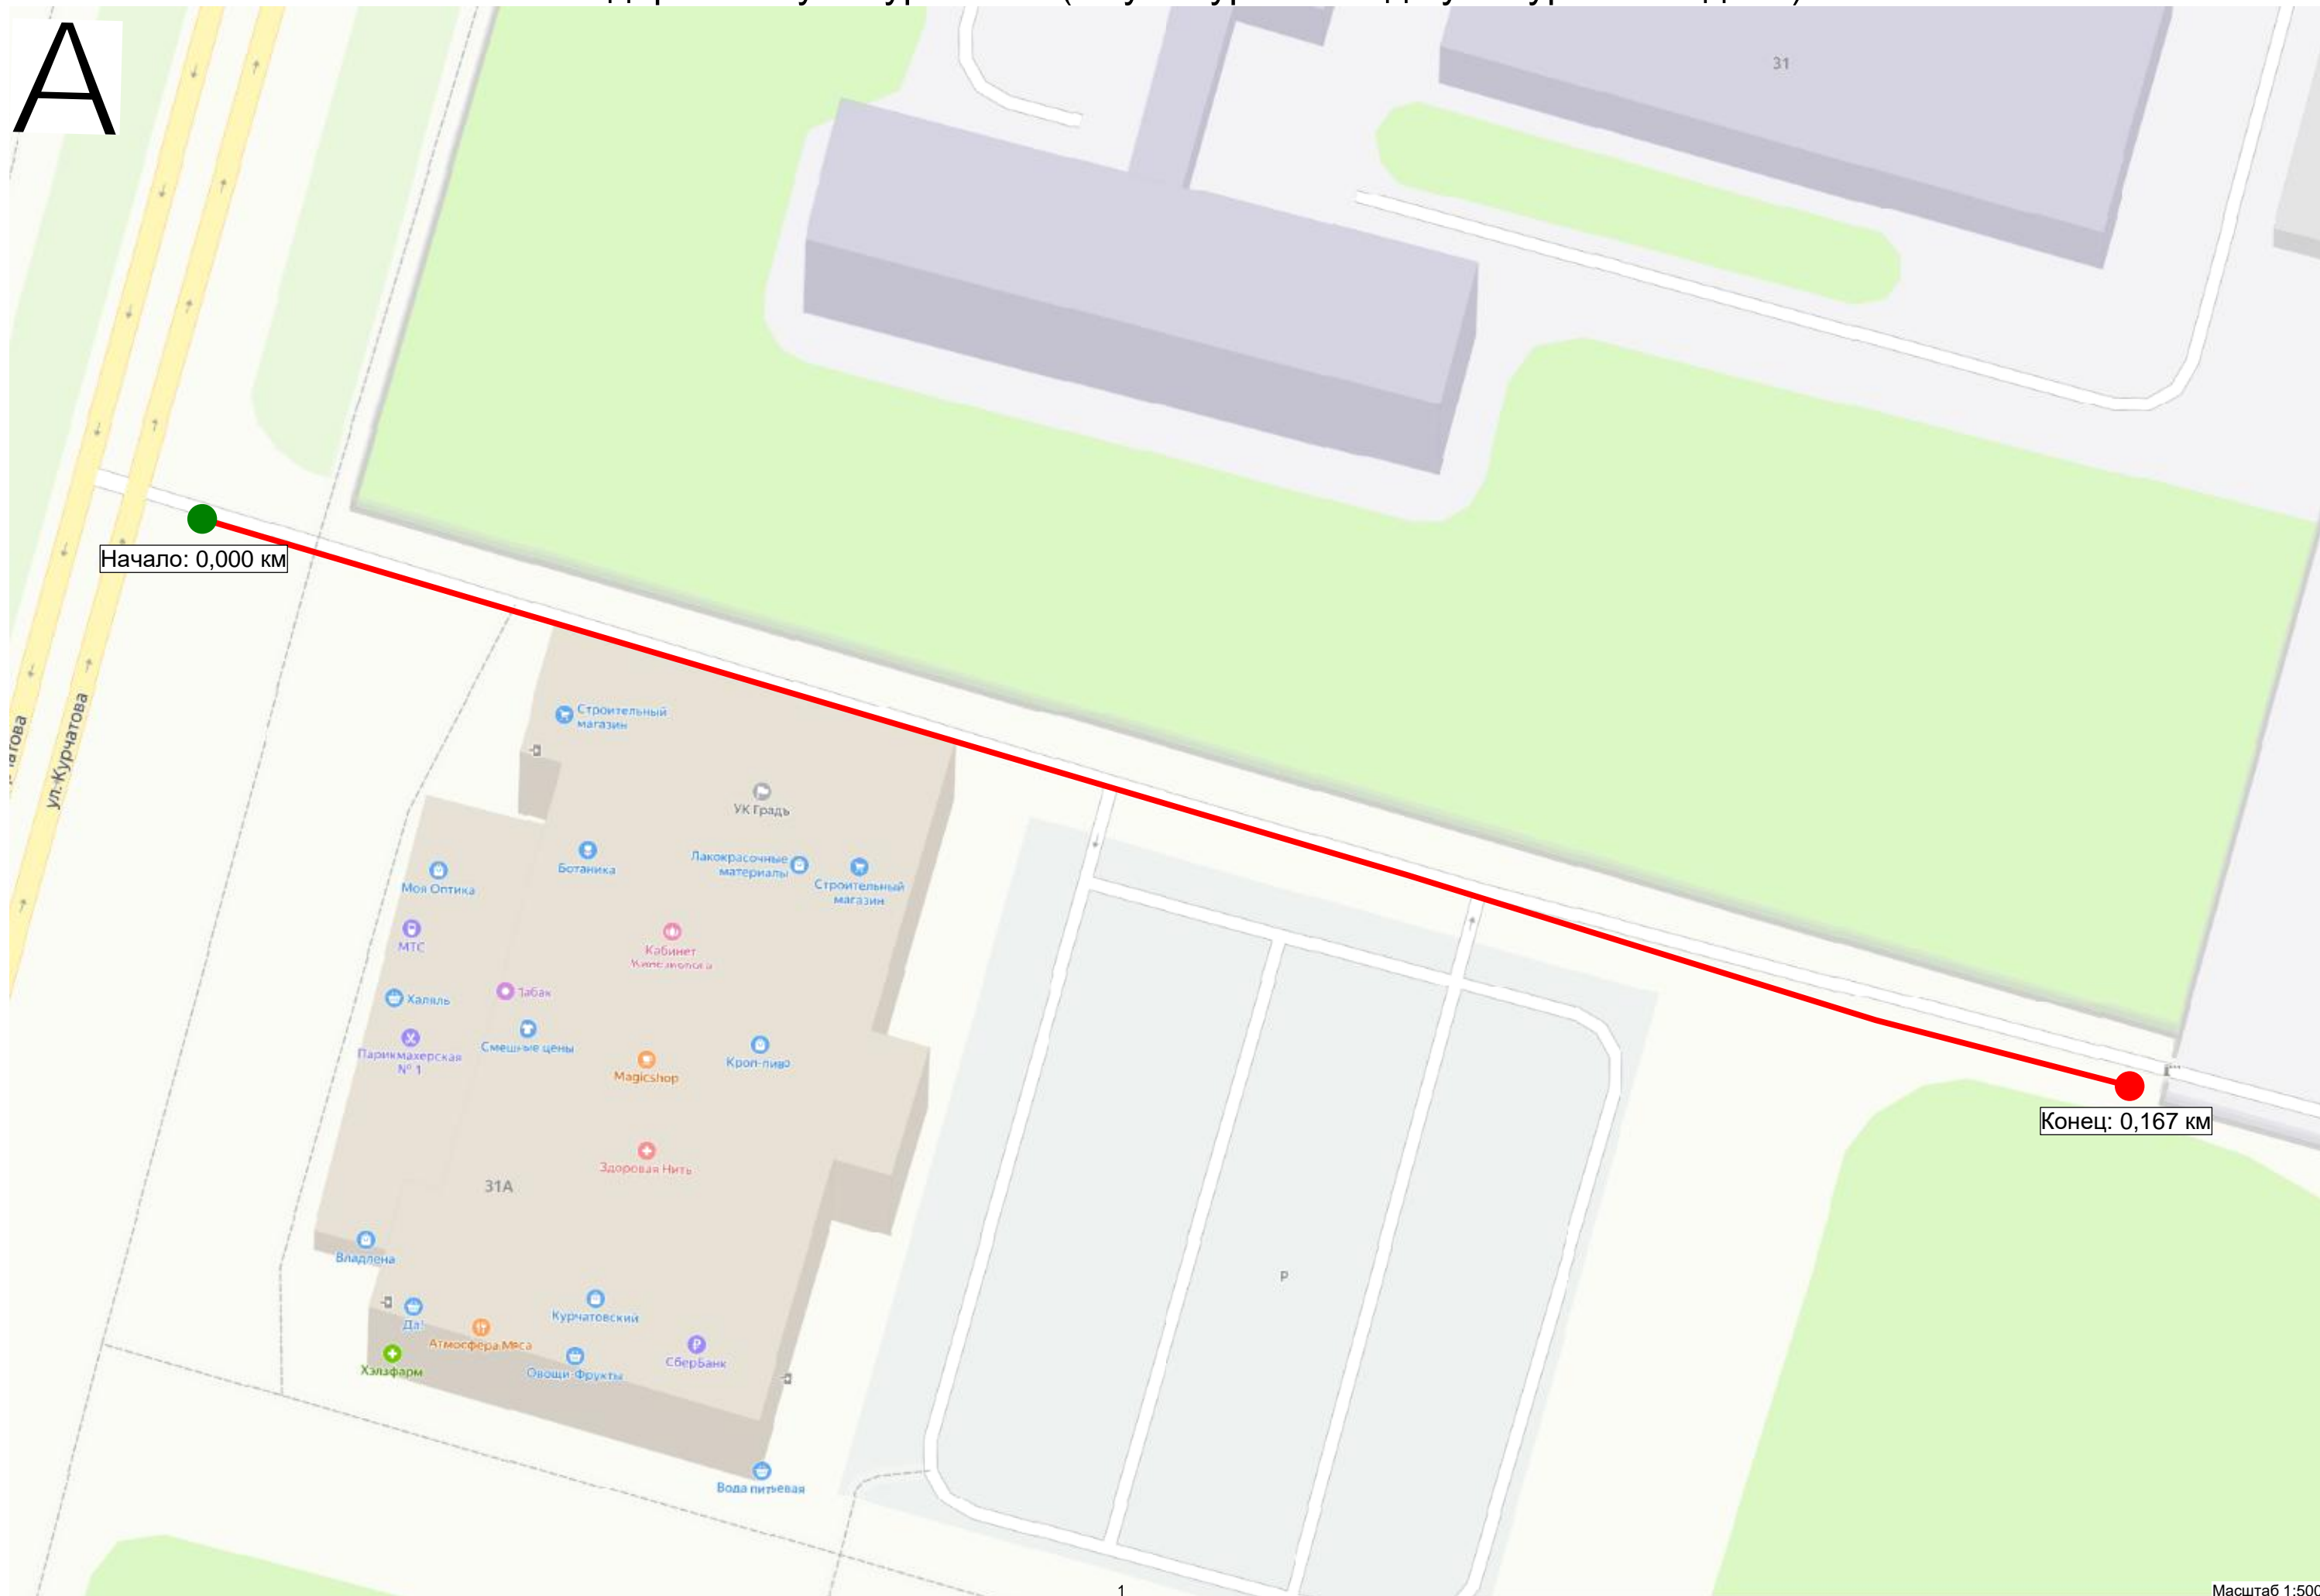 А
31
Начало: 0,000 км
ул. Курчатова
Строительный
магазин
УК Градъ
Ботаника
Лакокрасочные
материалы
Строительный
магазин
Моя Оптика
МТС
Кабинет
Халяль
Табак
Парикмахерская
№ 1
Смешные цены
Magicshop
Кроп-пиво
Конец: 0,167 км
Здоровая Нить
31А
Владлена
P
Да!
Курчатовский
Атмосфера Мяса
Хэлзфарм
Овощи Фрукты
СберБанк
Вода питьевая
1
Масштаб 1:500